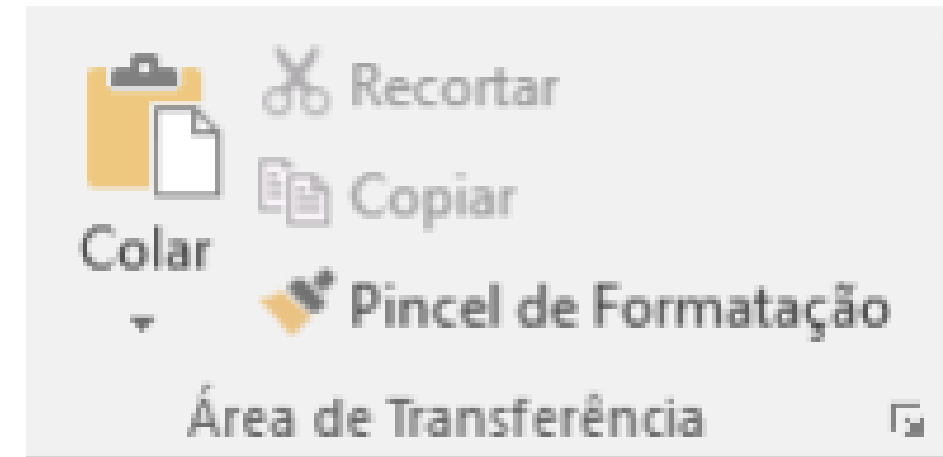 Recortar
Copiar
Colar
Pincel de Formatação
Área de Transferência